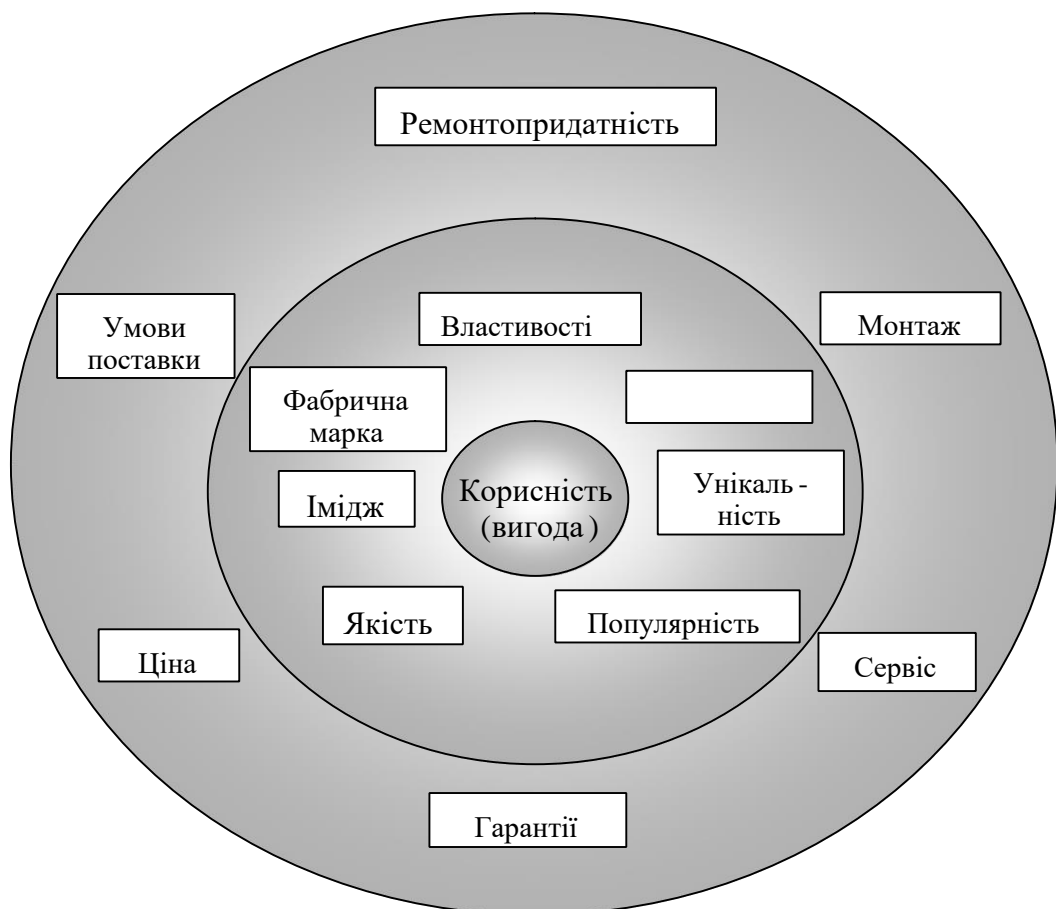 Ремонтопридатність
Умови
поставки
Властивості
Монтаж
Фабрична
марка
Імідж
Корисність
(вигода )
Унікаль -
ність
Якість
Популярність
Ціна
Сервіс
Гарантії